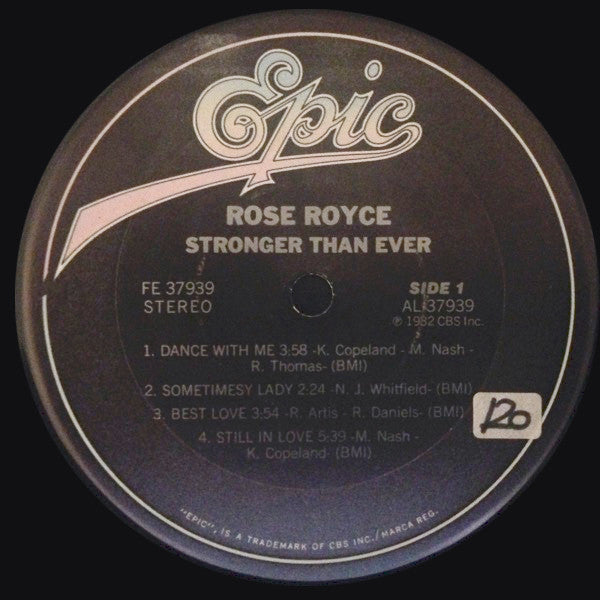 Epic
ROSE ROYCE
STRONGER THAN EVER
FE 37939
STEREO
SIDE 1
AL 37939
℗ 1982 CBS Inc.
1. DANCE WITH ME 3:58 -K. Copeland - M. Nash -
R. Thomas- (BMI)
2. SOMETIMESY LADY 2:24 -N. J. Whitfield- (BMI)
3. BEST LOVE 3:54 -R. Artis - R. Daniels- (BMI)
4. STILL IN LOVE 5:39 -M. Nash -
K. Copeland- (BMI)
"EPIC", IS A TRADEMARK OF CBS INC./MARCA REG.